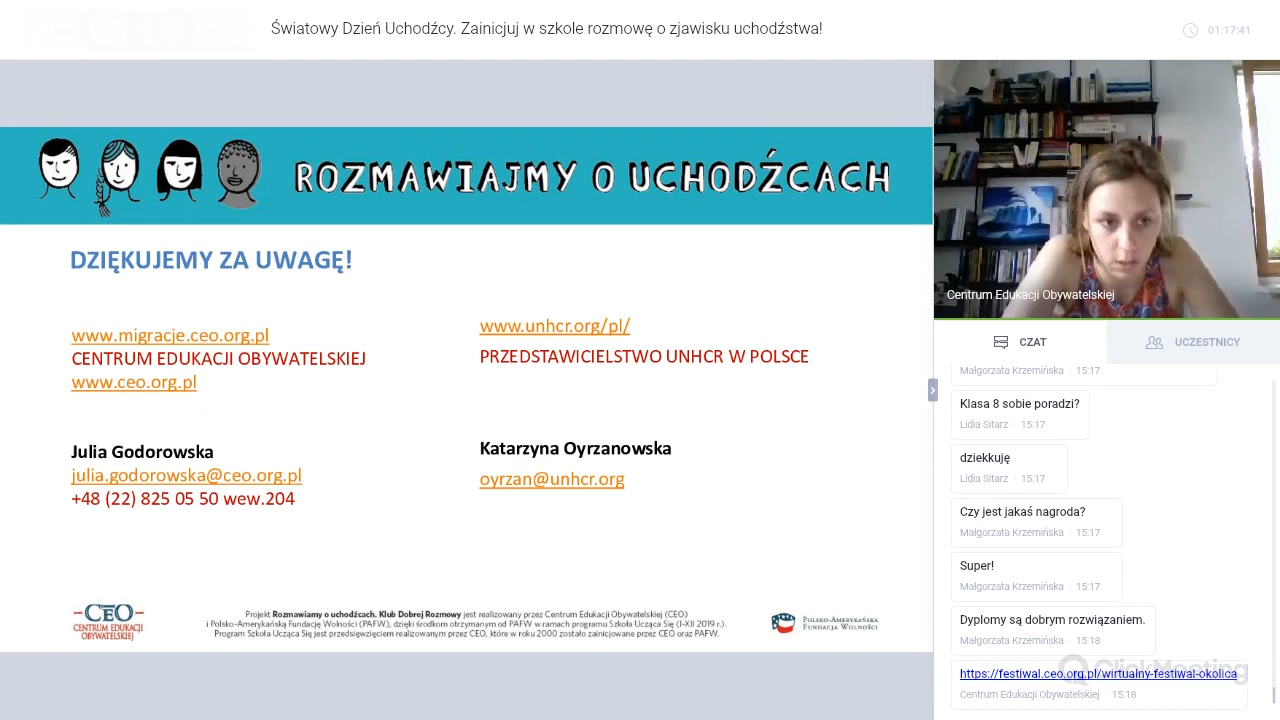 Światowy Dzień Uchodźcy. Zainicjuj w szkole rozmowę o zjawisku uchodźstwa!
01:17:41
ROZMAWIAJMY O UCHODŹCACH
DZIĘKUJEMY ZA UWAGĘ!
www.migracje.ceo.org.pl
CENTRUM EDUKACJI OBYWATELSKIEJ
www.ceo.org.pl
www.unhcr.org/pl/
PRZEDSTAWICIELSTWO UNHCR W POLSCE
Julia Godorowska
julia.godorowska@ceo.org.pl
+48 (22) 825 05 50 wew.204
Katarzyna Oyrzanowska
oyrzan@unhcr.org
CEO
CENTRUM EDUKACJI
OBYWATELSKIEJ
Projekt Rozmawiamy o uchodźcach. Klub Dobrej Rozmowy jest realizowany przez Centrum Edukacji Obywatelskiej (CEO)
i Polsko-Amerykańską Fundację Wolności (PAFW), dzięki środkom otrzymanym od PAFW w ramach programu Szkoła Ucząca Się (I-XII 2019 r.).
Program Szkoła Ucząca Się jest przedsięwzięciem realizowanym przez CEO, które w roku 2000 zostało zainicjowane przez CEO oraz PAFW.
POLSKO-AMERYKAŃSKA
FUNDACJA WOLNOŚCI
Centrum Edukacji Obywatelskiej
CZAT
UCZESTNICY
Małgorzata Krzemińska 15:17
Klasa 8 sobie poradzi?
Lidia Sitarz 15:17
dziekkuję
Lidia Sitarz 15:17
Czy jest jakaś nagroda?
Małgorzata Krzemińska 15:17
Super!
Małgorzata Krzemińska 15:17
Dyplomy są dobrym rozwiązaniem.
Małgorzata Krzemińska 15:18
ClickMeeting
https://festiwal.ceo.org.pl/wirtualny-festiwal-okolica
Centrum Edukacji Obywatelskiej 15:18